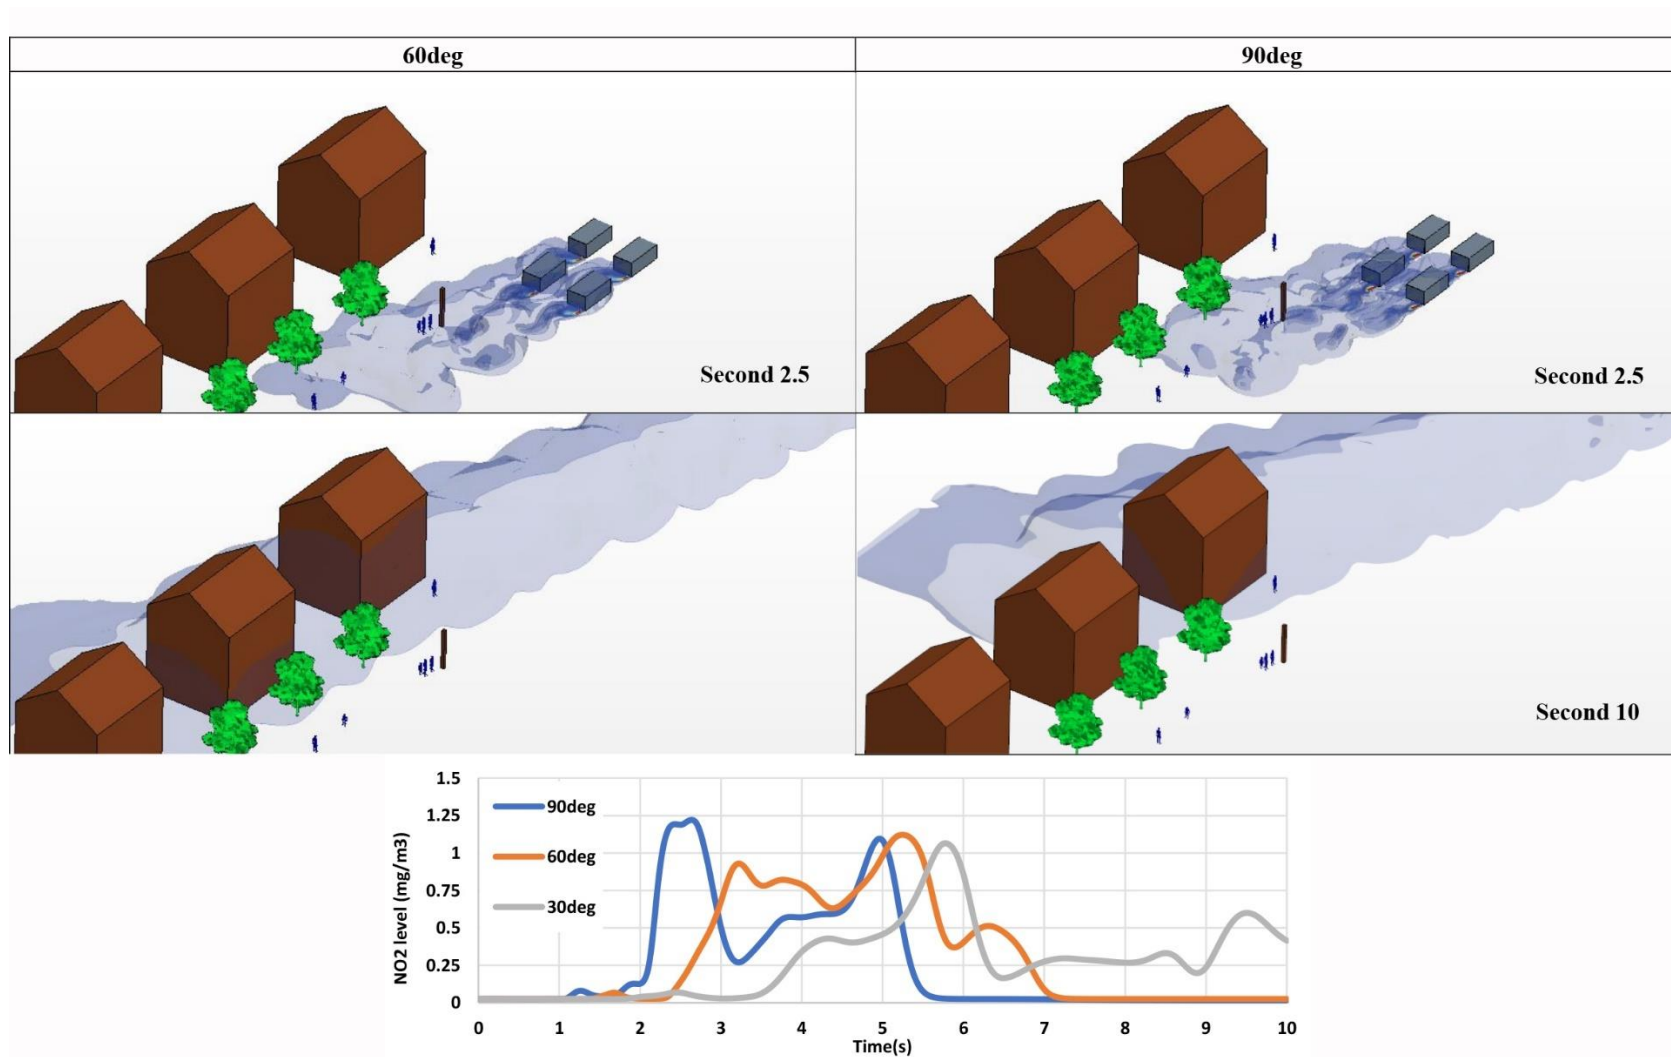 60deg
90deg
Second 2.5
Second 2.5
Second 10
1.5
1.25
1
0.75
0.5
0.25
0
NO2 level (mg/m3)
90deg
60deg
30deg
0 1 2 3 4 5 6 7 8 9 10
Time(s)